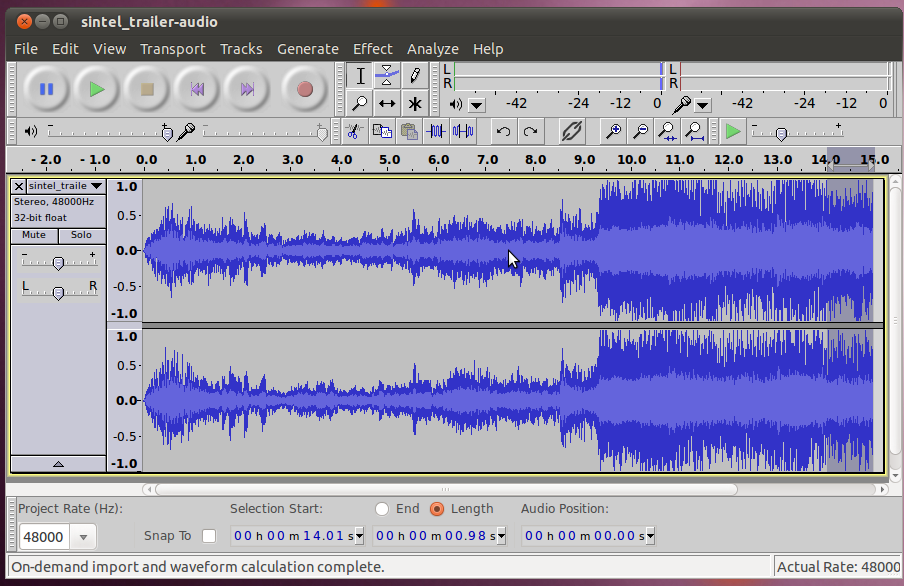 sintel_trailer-audio
File Edit View Transport Tracks Generate Effect Analyze Help
L
R
-42 -24 -12 0
L
R
-42 -24 -12 0
- + - +
- +
- 2.0 - 1.0 0.0 1.0 2.0 3.0 4.0 5.0 6.0 7.0 8.0 9.0 10.0 11.0 12.0 13.0 14.0 15.0
sintel_traile
Stereo, 48000Hz
32-bit float
Mute Solo
- +
L R
1.0
0.5
0.0
-0.5
-1.0
1.0
0.5
0.0
-0.5
-1.0
Project Rate (Hz):
48000
Snap To
Selection Start:
00 h 00 m 14.01 s
End Length
00 h 00 m 00.98 s
Audio Position:
00 h 00 m 00.00 s
On-demand import and waveform calculation complete.
Actual Rate: 48000